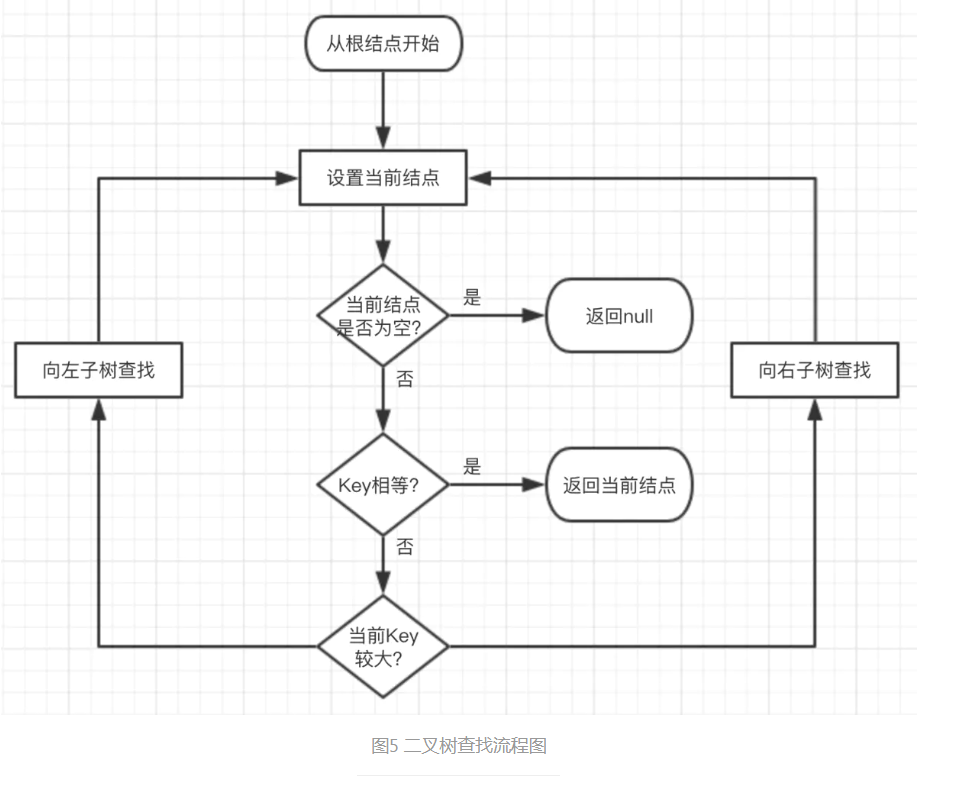 从根结点开始
设置当前结点
当前结点
是否为空?
是
返回null
否
向左子树查找
向右子树查找
Key相等?
是
返回当前结点
否
当前Key
较大?
图5 二叉树查找流程图